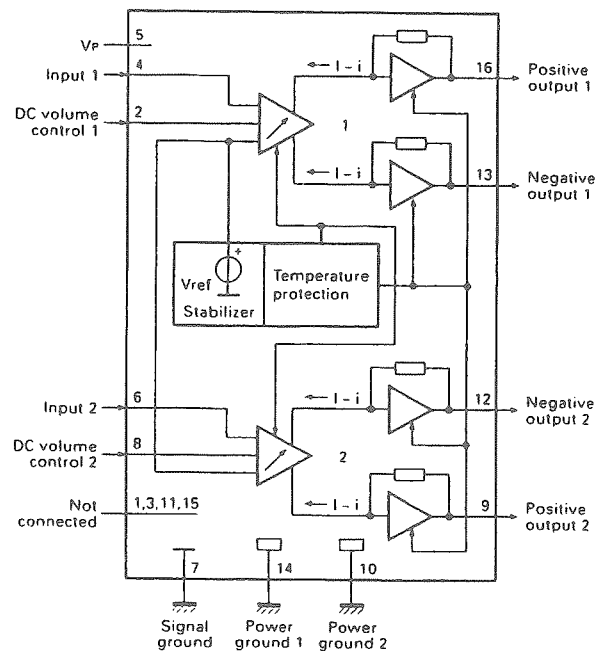 VP
5
Input 1
4
DC volume
control 1
2
I - i
16
Positive
output 1
1
I - i
13
Negative
output 1
+
Vref
Stabilizer
Temperature
protection
Input 2
6
DC volume
control 2
8
I - i
12
Negative
output 2
2
I - i
9
Positive
output 2
Not
connected
1,3,11,15
7
14
10
Signal
ground
Power
ground 1
Power
ground 2